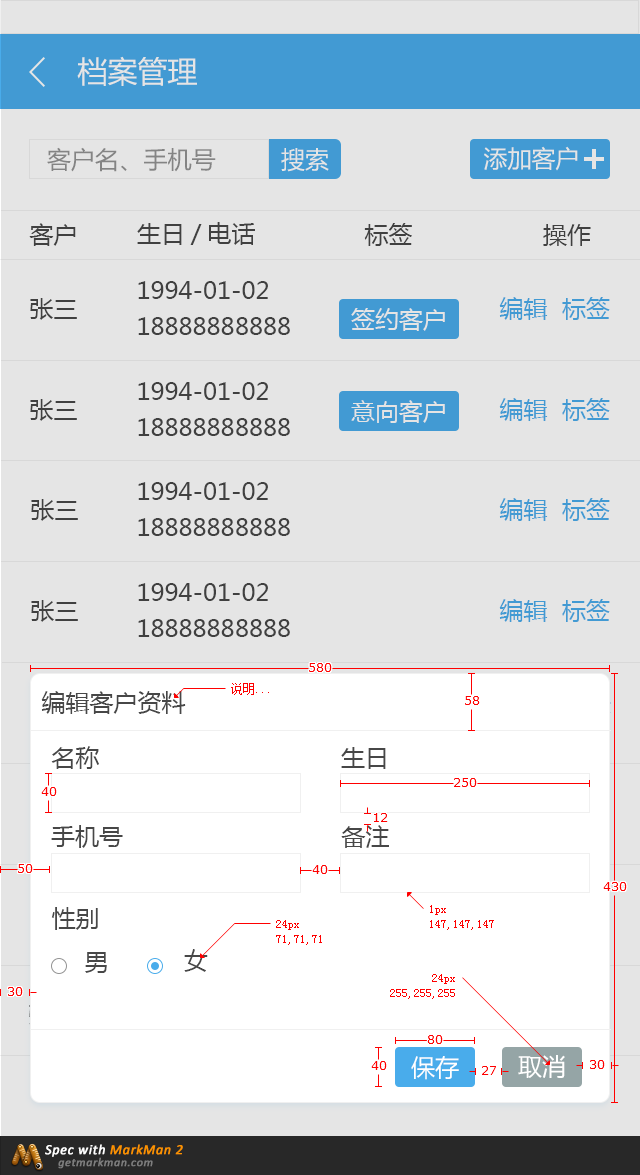 档案管理
客户名、手机号 搜索 添加客户
客户 生日 / 电话 标签 操作
张三 1994-01-02 18888888888 签约客户 编辑 标签
张三 1994-01-02 18888888888 意向客户 编辑 标签
张三 1994-01-02 18888888888 编辑 标签
张三 1994-01-02 18888888888 编辑 标签
580
编辑客户资料 说明...
58
名称 生日
40 250
12
手机号 备注
50 40
430
1px
147,147,147
性别
24px
71,71,71
男 女
24px
255,255,255
30
80
40 保存 27 取消 30
Spec with MarkMan 2
getmarkman.com